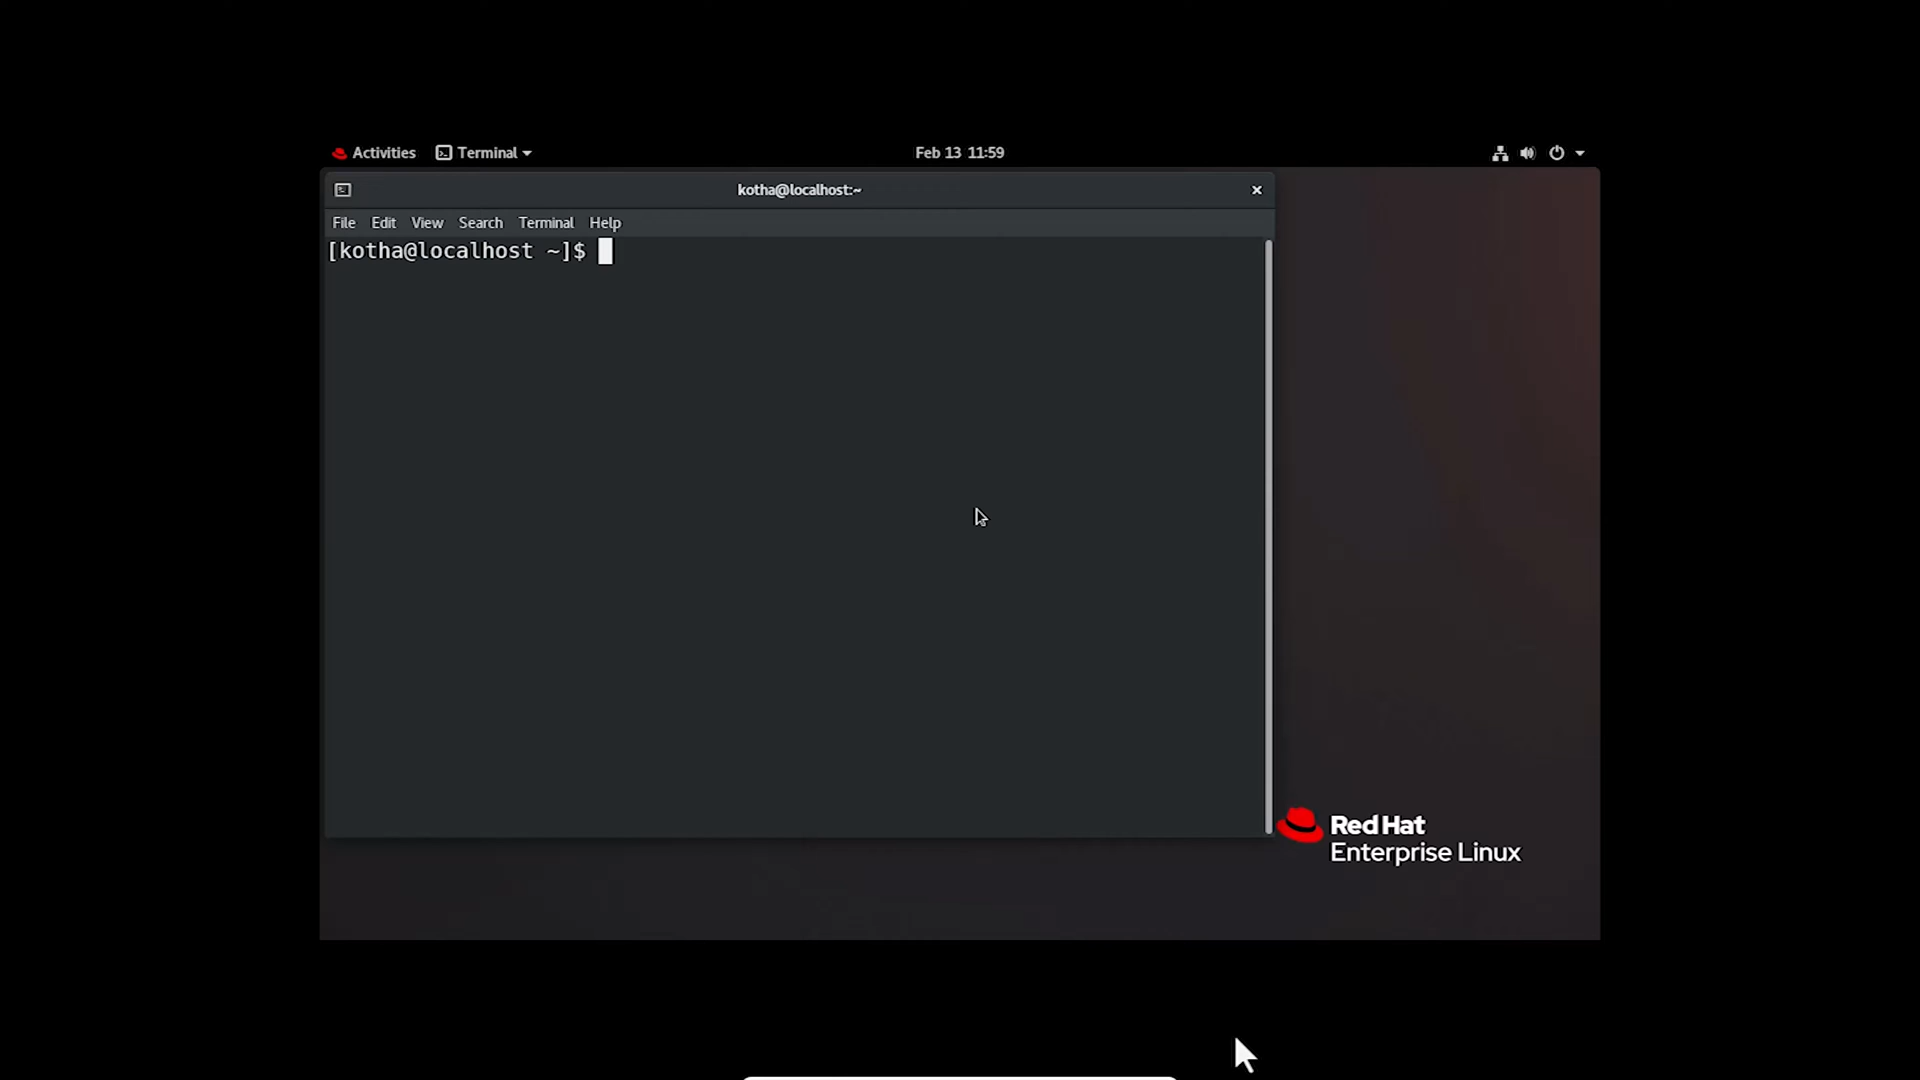 Activities Terminal Feb 13 11:59
kotha@localhost:~
File Edit View Search Terminal Help
[kotha@localhost ~]$
Red Hat
Enterprise Linux